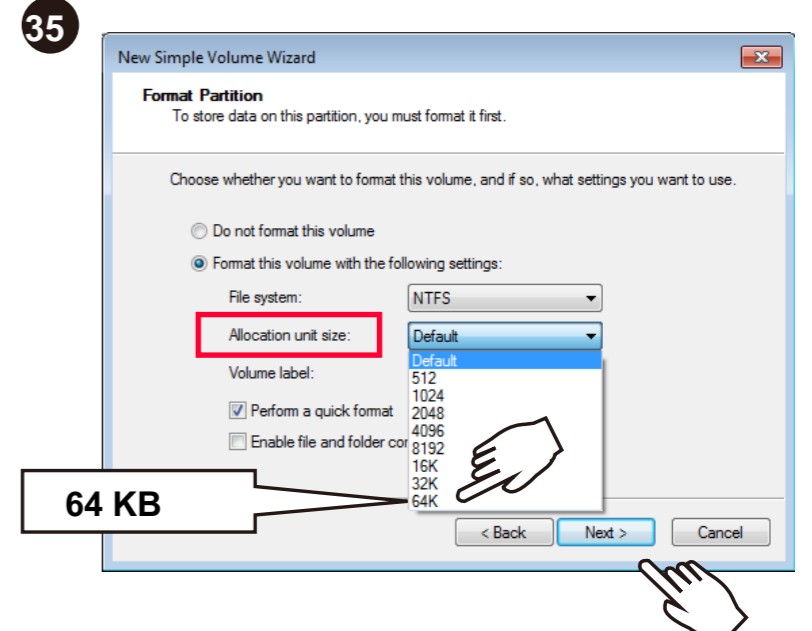 35
New Simple Volume Wizard
Format Partition
To store data on this partition, you must format it first.
Choose whether you want to format this volume, and if so, what settings you want to use.
Do not format this volume
Format this volume with the following settings:
File system: NTFS
Allocation unit size: Default
Default
Volume label:
512
1024
Perform a quick format
2048
4096
Enable file and folder cor
8192
16K
32K
64K
64 KB
< Back Next > Cancel